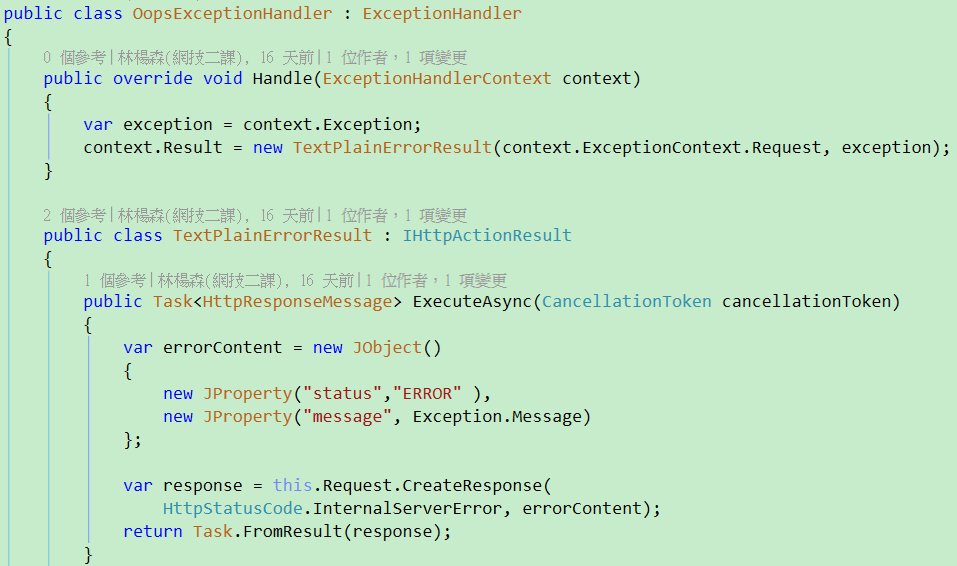 public class OopsExceptionHandler : ExceptionHandler
{
0 個參考|林楊森(網技二課), 16 天前|1 位作者，1 項變更
public override void Handle(ExceptionHandlerContext context)
{
var exception = context.Exception;
context.Result = new TextPlainErrorResult(context.ExceptionContext.Request, exception);
}
2 個參考|林楊森(網技二課), 16 天前|1 位作者，1 項變更
public class TextPlainErrorResult : IHttpActionResult
{
1 個參考|林楊森(網技二課), 16 天前|1 位作者，1 項變更
public Task<HttpResponseMessage> ExecuteAsync(CancellationToken cancellationToken)
{
var errorContent = new JObject()
{
new JProperty("status","ERROR" ),
new JProperty("message", Exception.Message)
};
var response = this.Request.CreateResponse(
HttpStatusCode.InternalServerError, errorContent);
return Task.FromResult(response);
}